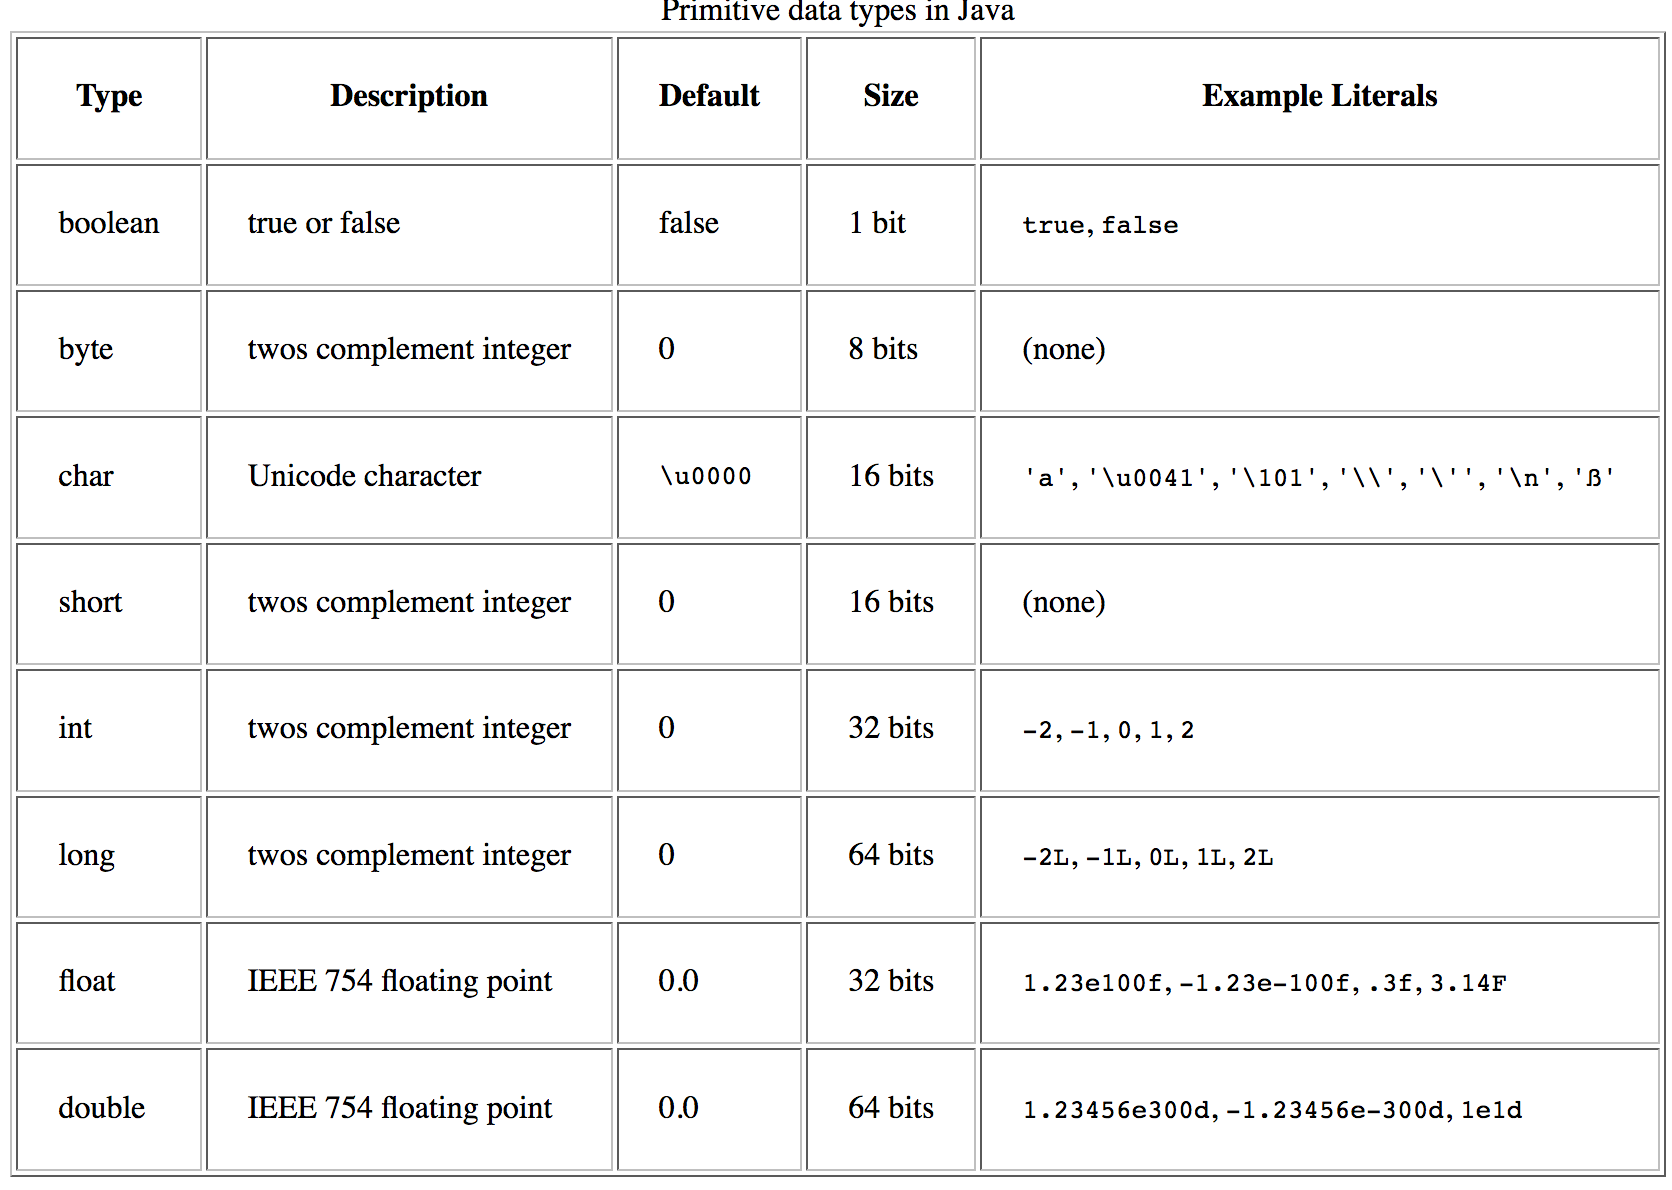 Primitive data types in Java
Type Description Default Size Example Literals
boolean true or false false 1 bit true, false
byte twos complement integer 0 8 bits (none)
char Unicode character \u0000 16 bits 'a', '\u0041', '\101', '\\', '\'', '\n', 'ß'
short twos complement integer 0 16 bits (none)
int twos complement integer 0 32 bits -2, -1, 0, 1, 2
long twos complement integer 0 64 bits -2L, -1L, 0L, 1L, 2L
float IEEE 754 floating point 0.0 32 bits 1.23e100f, -1.23e-100f, .3f, 3.14F
double IEEE 754 floating point 0.0 64 bits 1.23456e300d, -1.23456e-300d, 1e1d